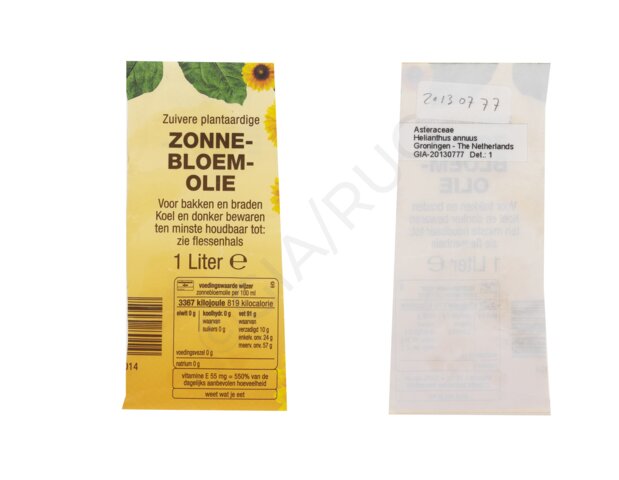 Zuivere plantaardige
ZONNE-
BLOEM-
OLIE
Voor bakken en braden
Koel en donker bewaren
ten minste houdbaar tot:
zie flessenhals
1 Liter ℮
voedingswaarde wijzer
zonnebloemolie per 100 ml
3367 kilojoule 819 kilocalorie
eiwit 0 g
koolhydr. 0 g
waarvan
suikers 0 g
vet 91 g
waarvan
verzadigd 10 g
enkelv. onv. 24 g
meerv. onv. 57 g
voedingsvezel 0 g
natrium 0 g
vitamine E 55 mg = 550% van de
dagelijks aanbevolen hoeveelheid
weet wat je eet
014
20130777
Asteraceae
Helianthus annuus
Groningen - The Netherlands
GIA-20130777 Det.: 1